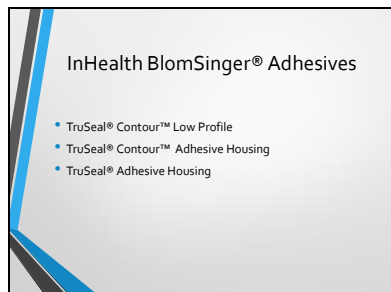 InHealth BlomSinger® Adhesives
• TruSeal® Contour™ Low Profile
• TruSeal® Contour™ Adhesive Housing
• TruSeal® Adhesive Housing